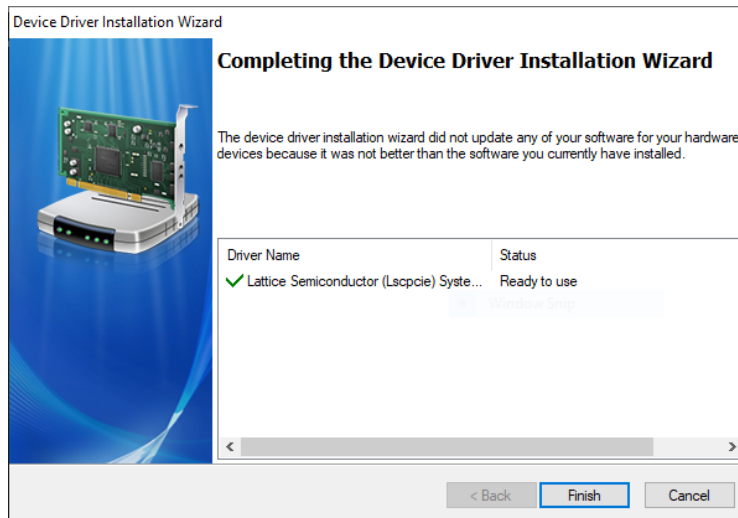 Device Driver Installation Wizard
Completing the Device Driver Installation Wizard
The device driver installation wizard did not update any of your software for your hardware
devices because it was not better than the software you currently have installed.
Driver Name Status
Lattice Semiconductor (Lscpcie) Syste... Ready to use
Window Snip
< Back Finish Cancel